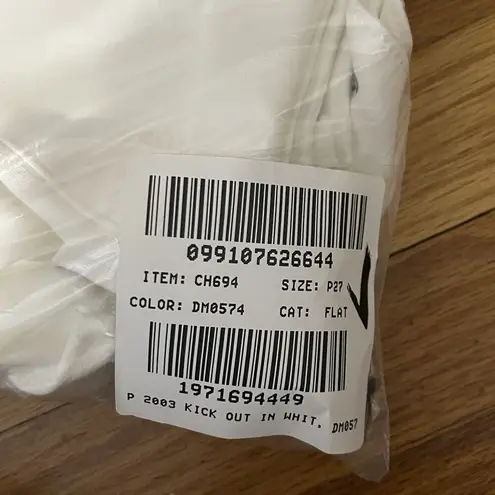 099107626644
ITEM: CH694 SIZE: P27
COLOR: DM0574 CAT: FLAT
1971694449
P 2003 KICK OUT IN WHIT. DM057